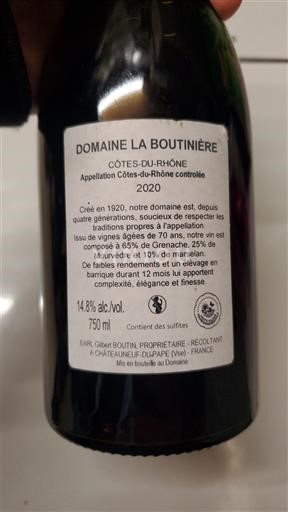 DOMAINE LA BOUTINIÈRE
CÔTES-DU-RHÔNE
Appellation Côtes-du-Rhône controlée
2020
Créé en 1920, notre domaine est, depuis
quatre générations, soucieux de respecter les
traditions propres à l'appellation.
Issu de vignes âgées de 70 ans, notre vin est
composé à 65% de Grenache, 25% de
Mourvèdre et 10% de marselan.
De faibles rendements et un élevage en
barrique durant 12 mois lui apportent
complexité, élégance et finesse.
14.8% alc./vol.
750 ml
Contient des sulfites
EARL Gilbert BOUTIN, PROPRIÉTAIRE - RÉCOLTANT
A CHÂTEAUNEUF-DU-PAPE (Vse) - FRANCE
Mis en bouteille au Domaine